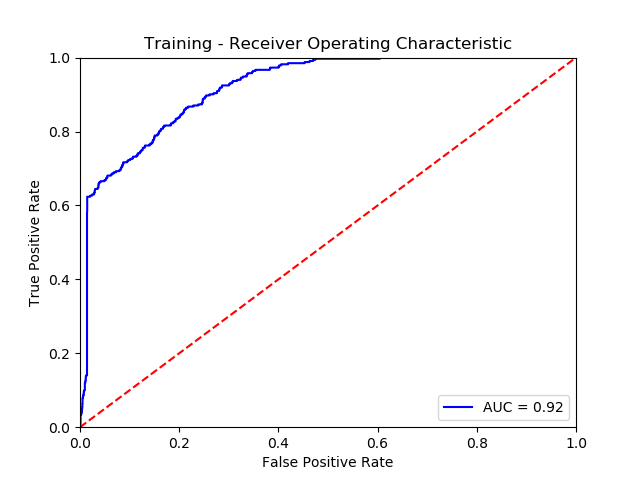 Training - Receiver Operating Characteristic
1.0
0.8
0.6
0.4
0.2
0.0
True Positive Rate
AUC = 0.92
0.0 0.2 0.4 0.6 0.8 1.0
False Positive Rate